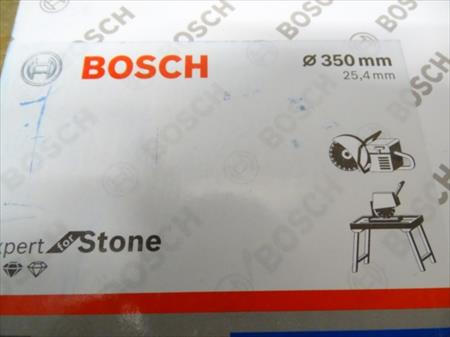 BOSCH
Ø 350 mm
25,4 mm
xpert for Stone